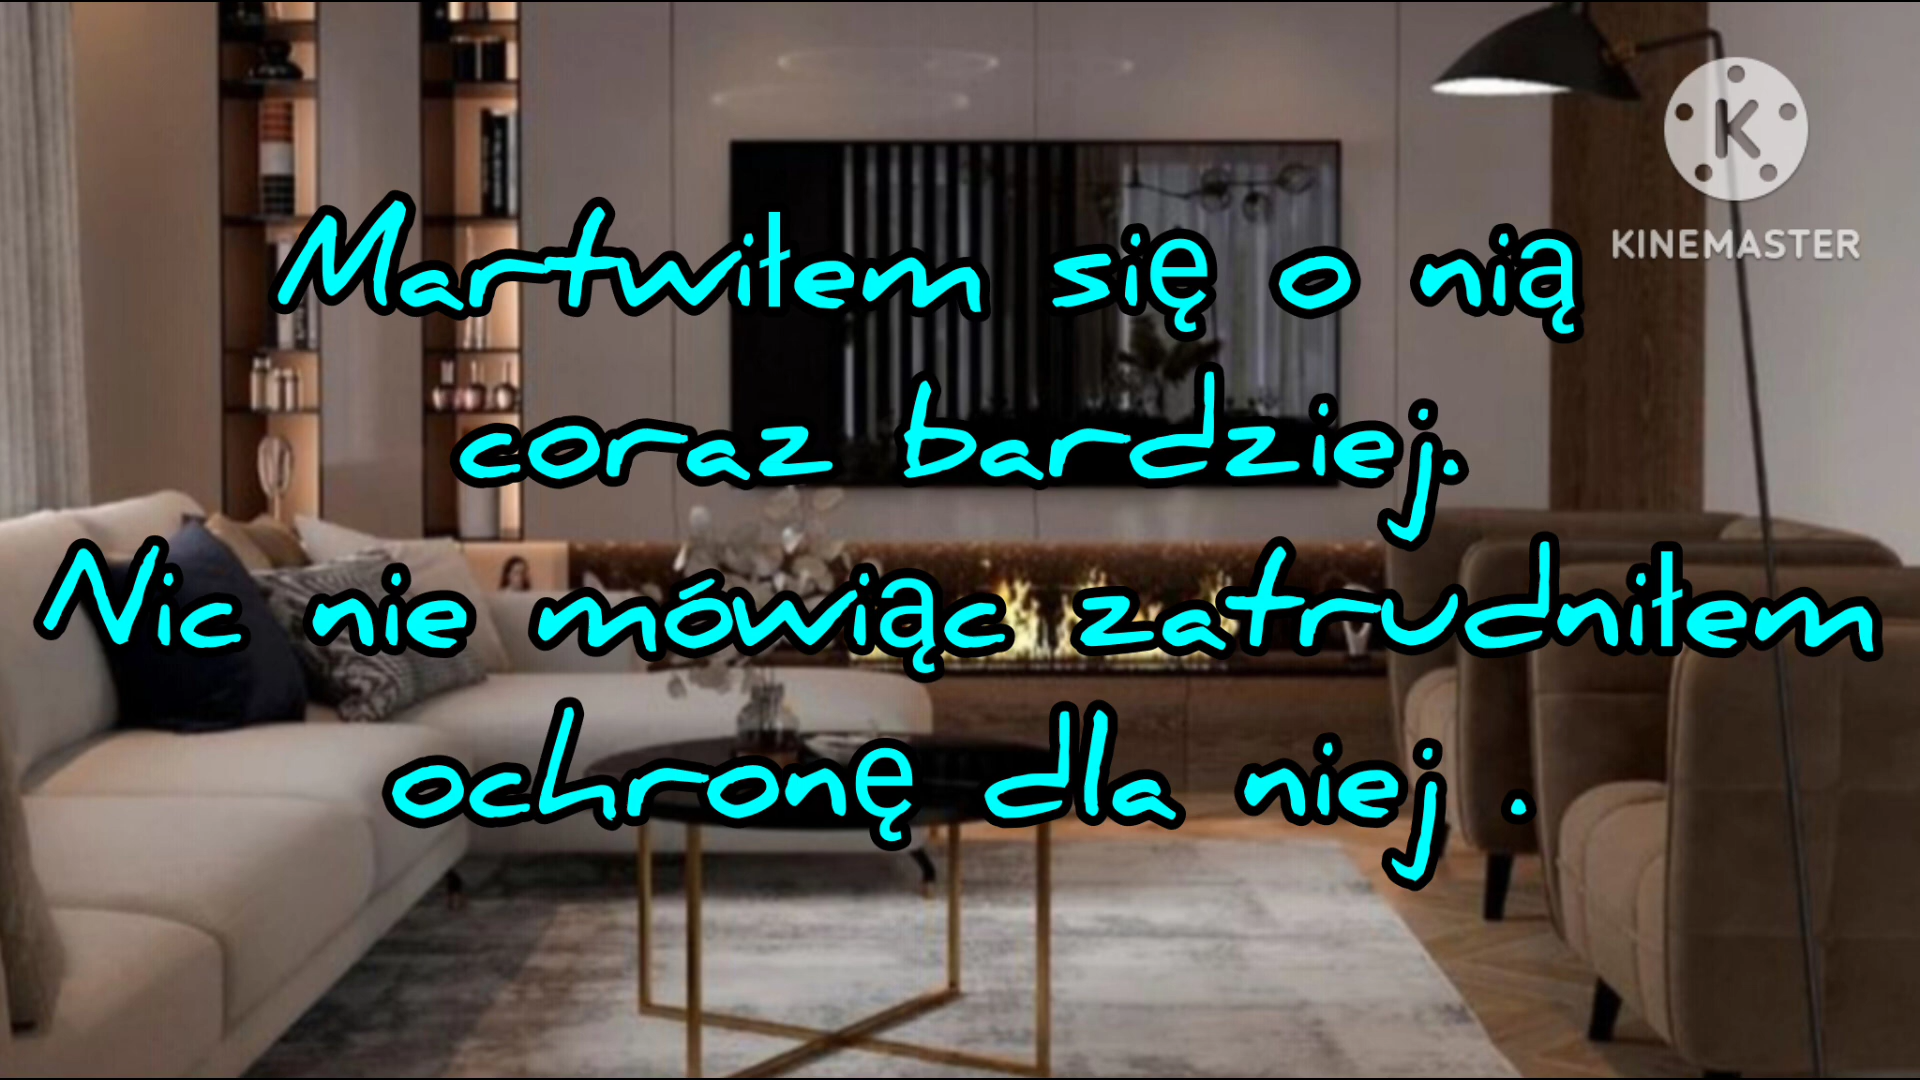 Martwiłem się o nią
coraz bardziej.
Nic nie mówiąc zatrudniłem
ochronę dla niej .
K
KINEMASTER